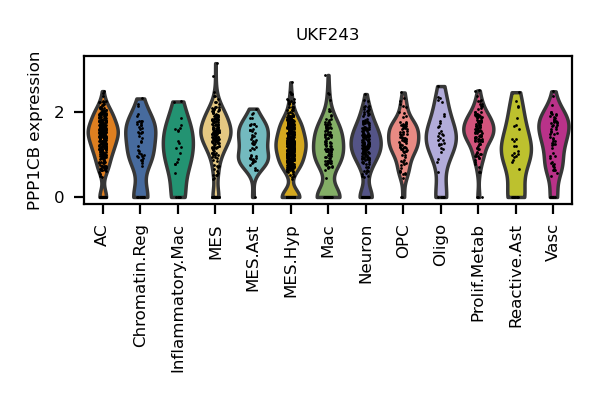 UKF243
PPP1CB expression
2
0
AC
Chromatin.Reg
Inflammatory.Mac
MES
MES.Ast
MES.Hyp
Mac
Neuron
OPC
Oligo
Prolif.Metab
Reactive.Ast
Vasc